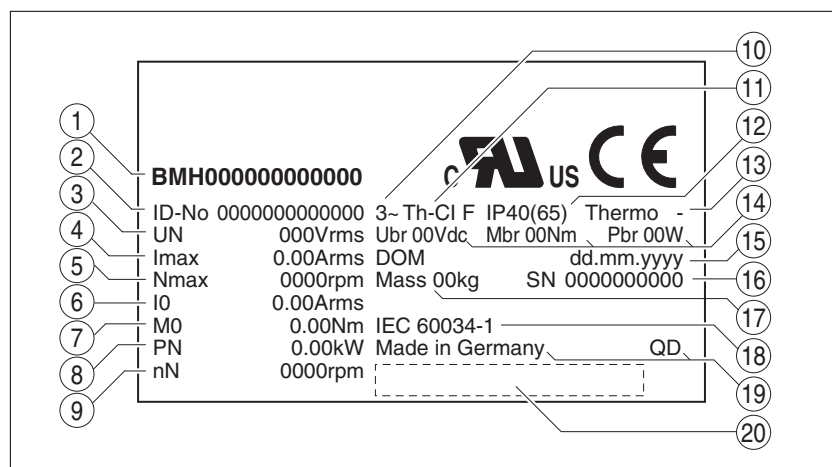 BMH000000000000
C UL US CE
ID-No 0000000000000 3~ Th-Cl F IP40(65) Thermo -
UN 000Vrms Ubr 00Vdc Mbr 00Nm Pbr 00W
Imax 0.00Arms DOM dd.mm.yyyy
Nmax 0000rpm Mass 00kg SN 0000000000
I0 0.00Arms
M0 0.00Nm IEC 60034-1
PN 0.00kW Made in Germany QD
nN 0000rpm
1
2
3
4
5
6
7
8
9
10
11
12
13
14
15
16
17
18
19
20